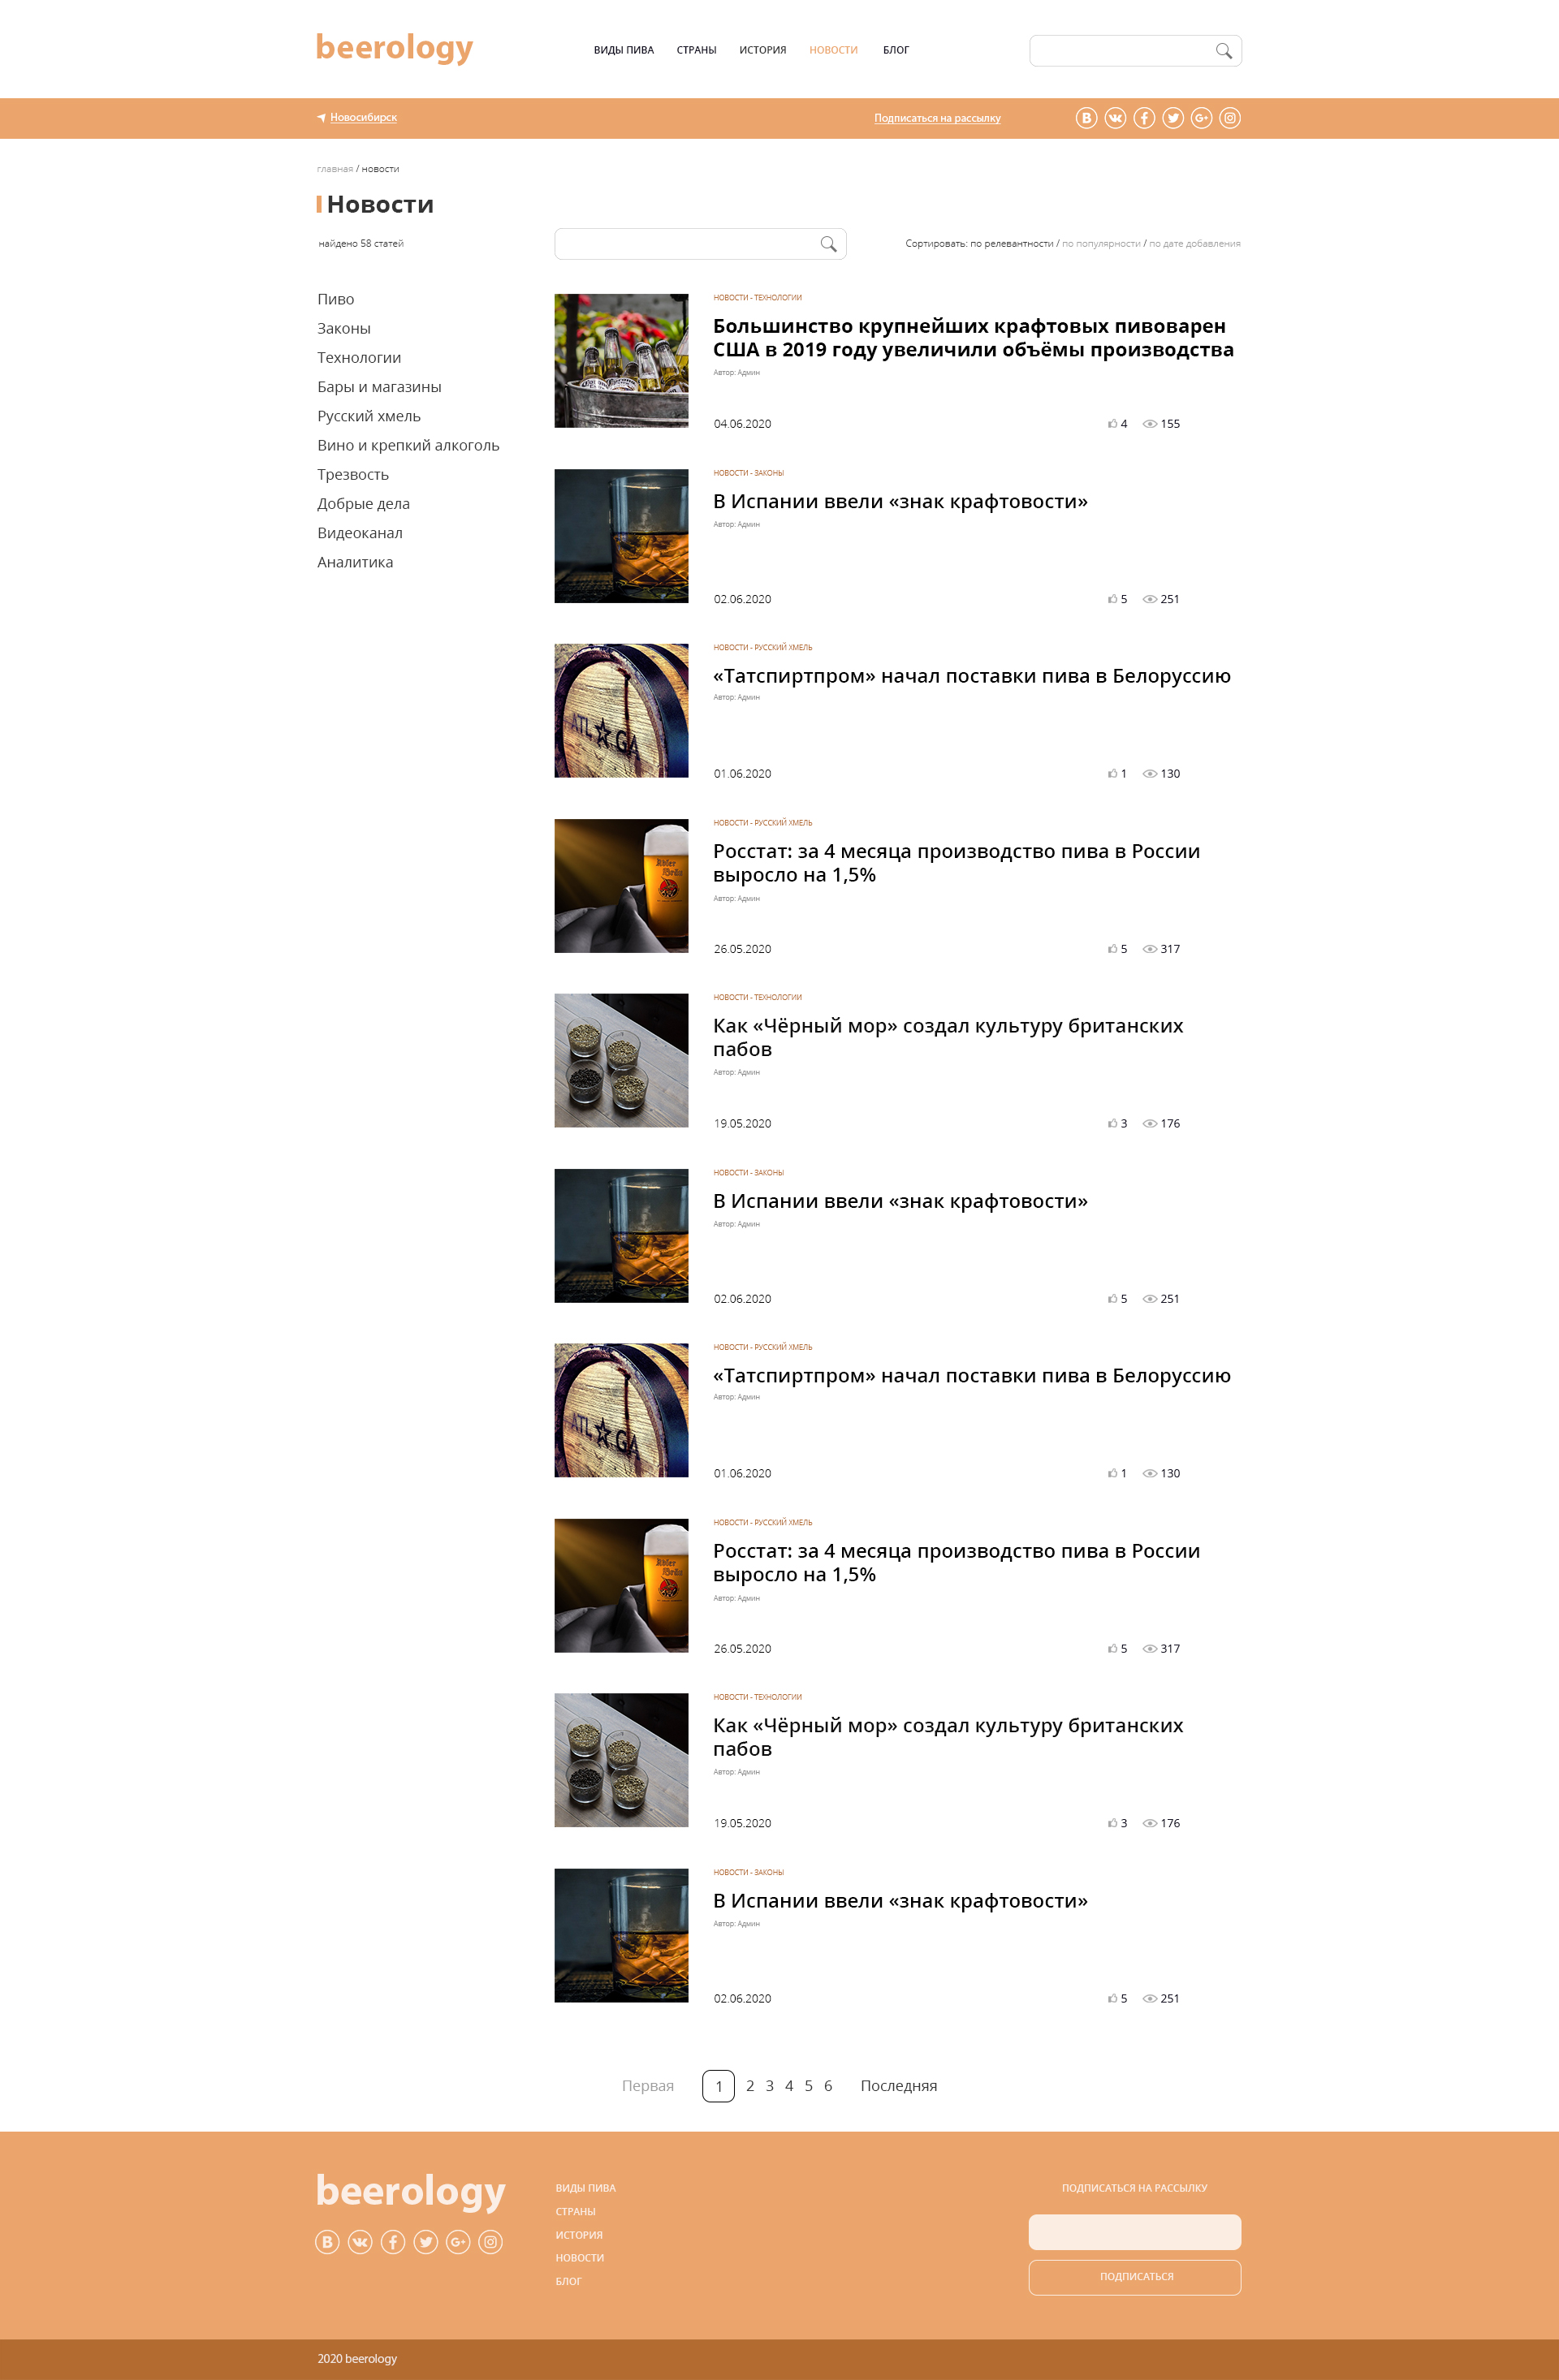 beerology
ВИДЫ ПИВА СТРАНЫ ИСТОРИЯ НОВОСТИ БЛОГ
Новосибирск
Подписаться на рассылку
главная / новости
Новости
найдено 58 статей
Сортировать: по релевантности / по популярности / по дате добавления
Пиво
Законы
Технологии
Бары и магазины
Русский хмель
Вино и крепкий алкоголь
Трезвость
Добрые дела
Видеоканал
Аналитика
НОВОСТИ - ТЕХНОЛОГИИ
Большинство крупнейших крафтовых пивоварен
США в 2019 году увеличили объёмы производства
Автор: Админ
04.06.2020 4 155
НОВОСТИ - ЗАКОНЫ
В Испании ввели «знак крафтовости»
Автор: Админ
02.06.2020 5 251
ATL GA
НОВОСТИ - РУССКИЙ ХМЕЛЬ
«Татспиртпром» начал поставки пива в Белоруссию
Автор: Админ
01.06.2020 1 130
Adler
Bräu
НОВОСТИ - РУССКИЙ ХМЕЛЬ
Росстат: за 4 месяца производство пива в России
выросло на 1,5%
Автор: Админ
26.05.2020 5 317
НОВОСТИ - ТЕХНОЛОГИИ
Как «Чёрный мор» создал культуру британских
пабов
Автор: Админ
19.05.2020 3 176
НОВОСТИ - ЗАКОНЫ
В Испании ввели «знак крафтовости»
Автор: Админ
02.06.2020 5 251
ATL GA
НОВОСТИ - РУССКИЙ ХМЕЛЬ
«Татспиртпром» начал поставки пива в Белоруссию
Автор: Админ
01.06.2020 1 130
Adler
Bräu
НОВОСТИ - РУССКИЙ ХМЕЛЬ
Росстат: за 4 месяца производство пива в России
выросло на 1,5%
Автор: Админ
26.05.2020 5 317
НОВОСТИ - ТЕХНОЛОГИИ
Как «Чёрный мор» создал культуру британских
пабов
Автор: Админ
19.05.2020 3 176
НОВОСТИ - ЗАКОНЫ
В Испании ввели «знак крафтовости»
Автор: Админ
02.06.2020 5 251
Первая 1 2 3 4 5 6 Последняя
beerology
ВИДЫ ПИВА
СТРАНЫ
ИСТОРИЯ
НОВОСТИ
БЛОГ
ПОДПИСАТЬСЯ НА РАССЫЛКУ
ПОДПИСАТЬСЯ
2020 beerology